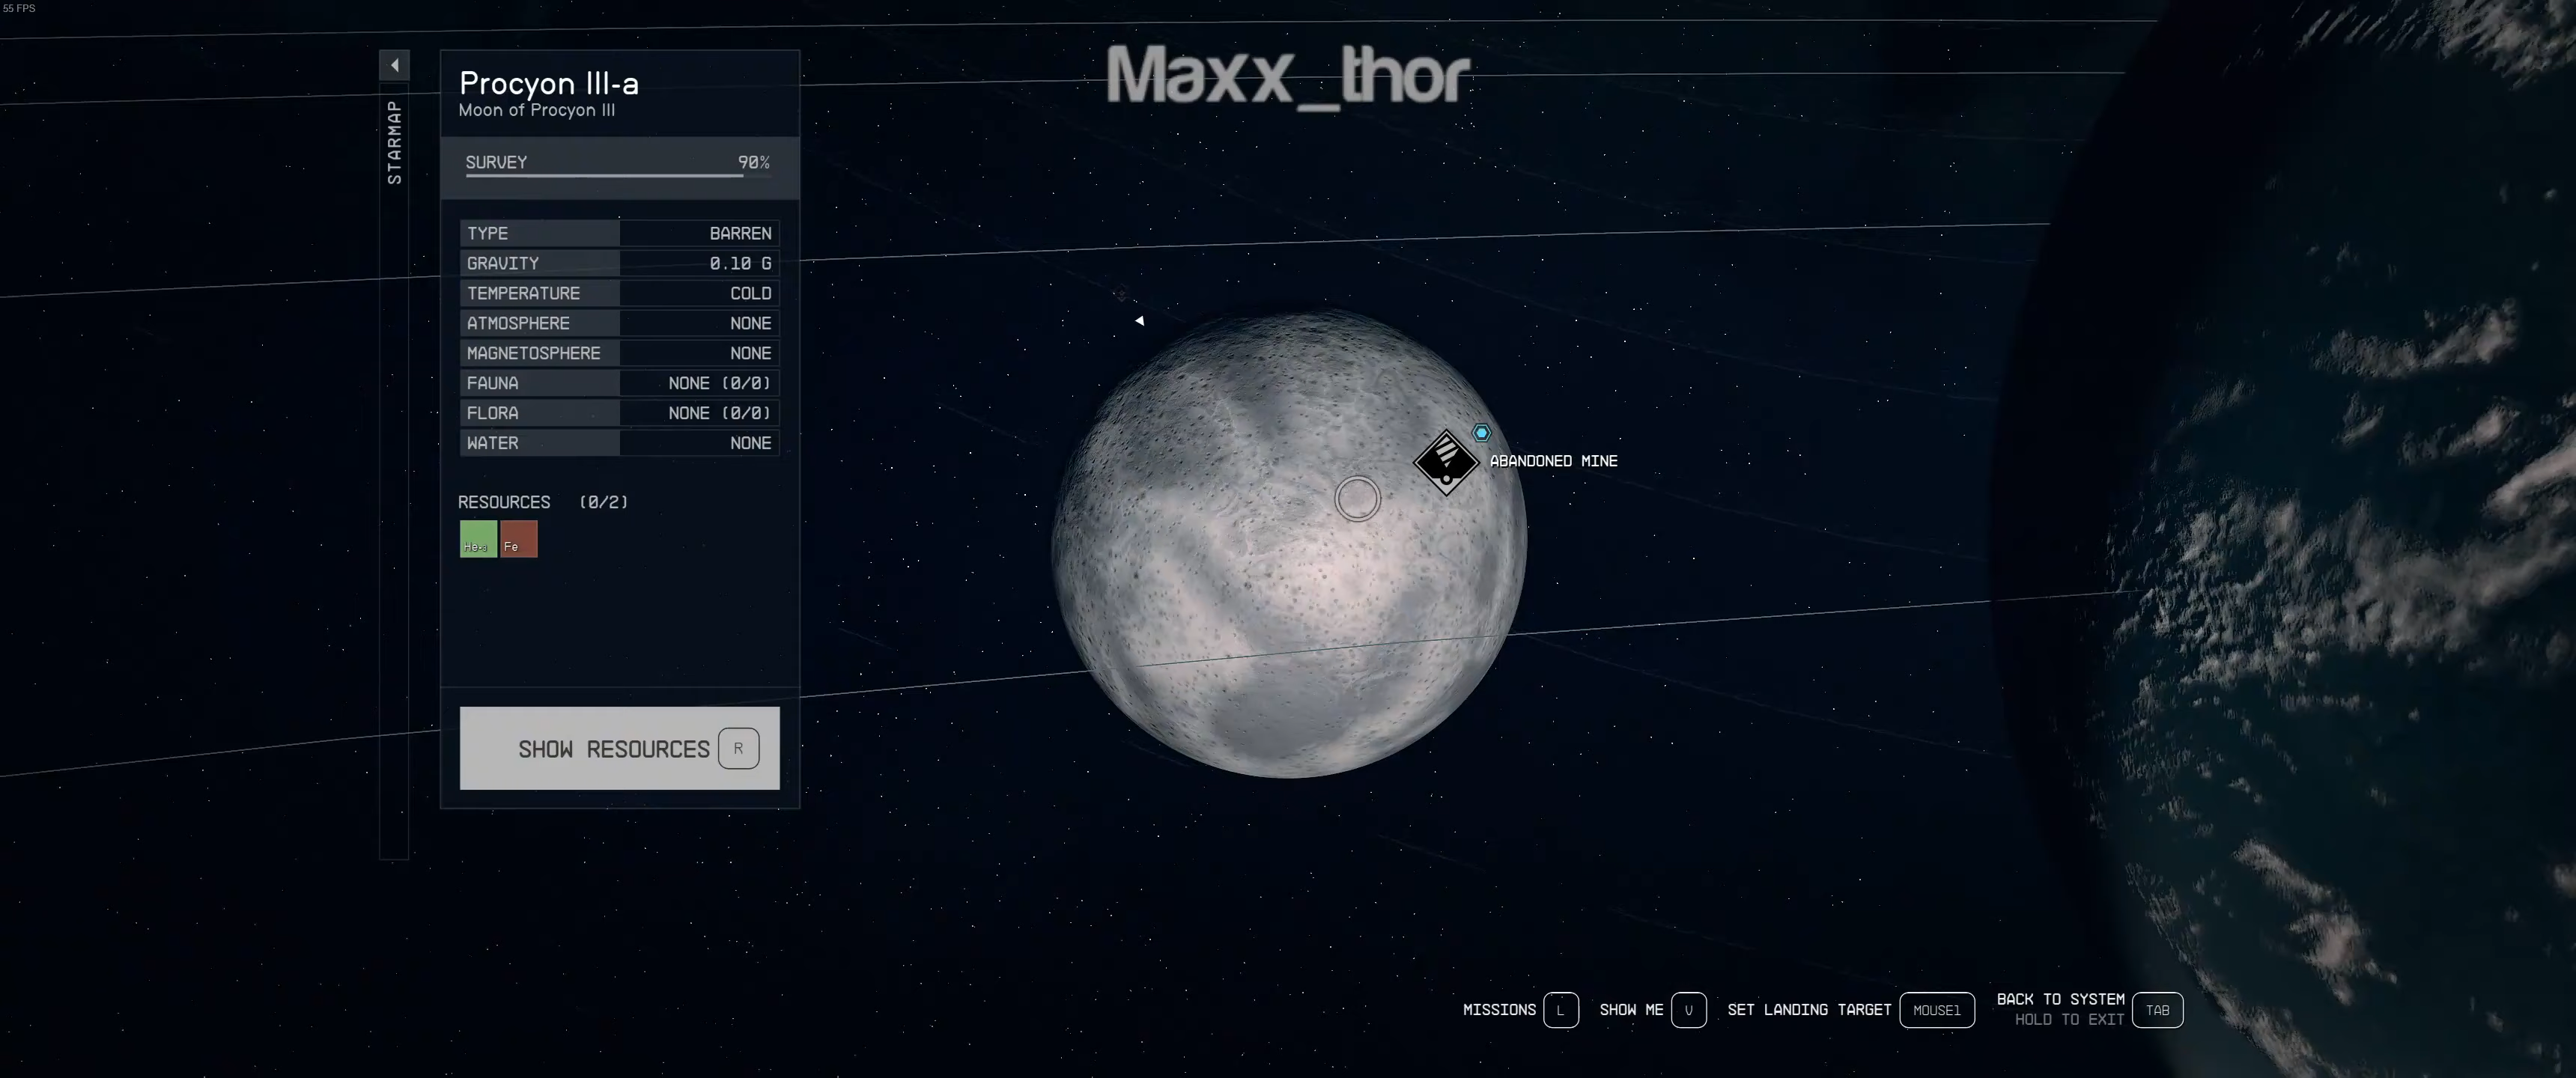 55 FPS
Maxx_thor
STARMAP
Procyon III-a
Moon of Procyon III
SURVEY 90%
TYPE BARREN
GRAVITY 0.10 G
TEMPERATURE COLD
ATMOSPHERE NONE
MAGNETOSPHERE NONE
FAUNA NONE (0/0)
FLORA NONE (0/0)
WATER NONE
RESOURCES (0/2)
He-3 Fe
SHOW RESOURCES R
ABANDONED MINE
MISSIONS L SHOW ME V SET LANDING TARGET MOUSE1 BACK TO SYSTEM TAB
HOLD TO EXIT